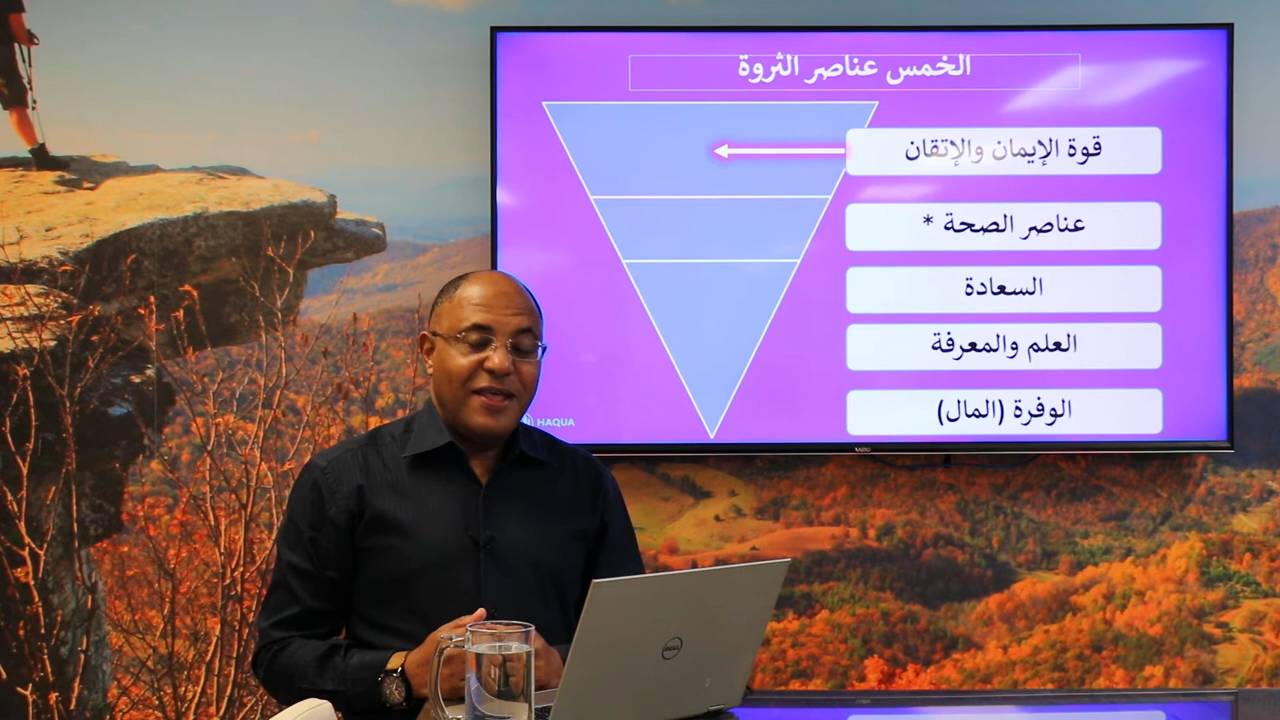 الخمس عناصر الثروة
قوة الإيمان والإتقان
عناصر الصحة *
السعادة
العلم والمعرفة
الوفرة (المال)
HAQUA
DELL